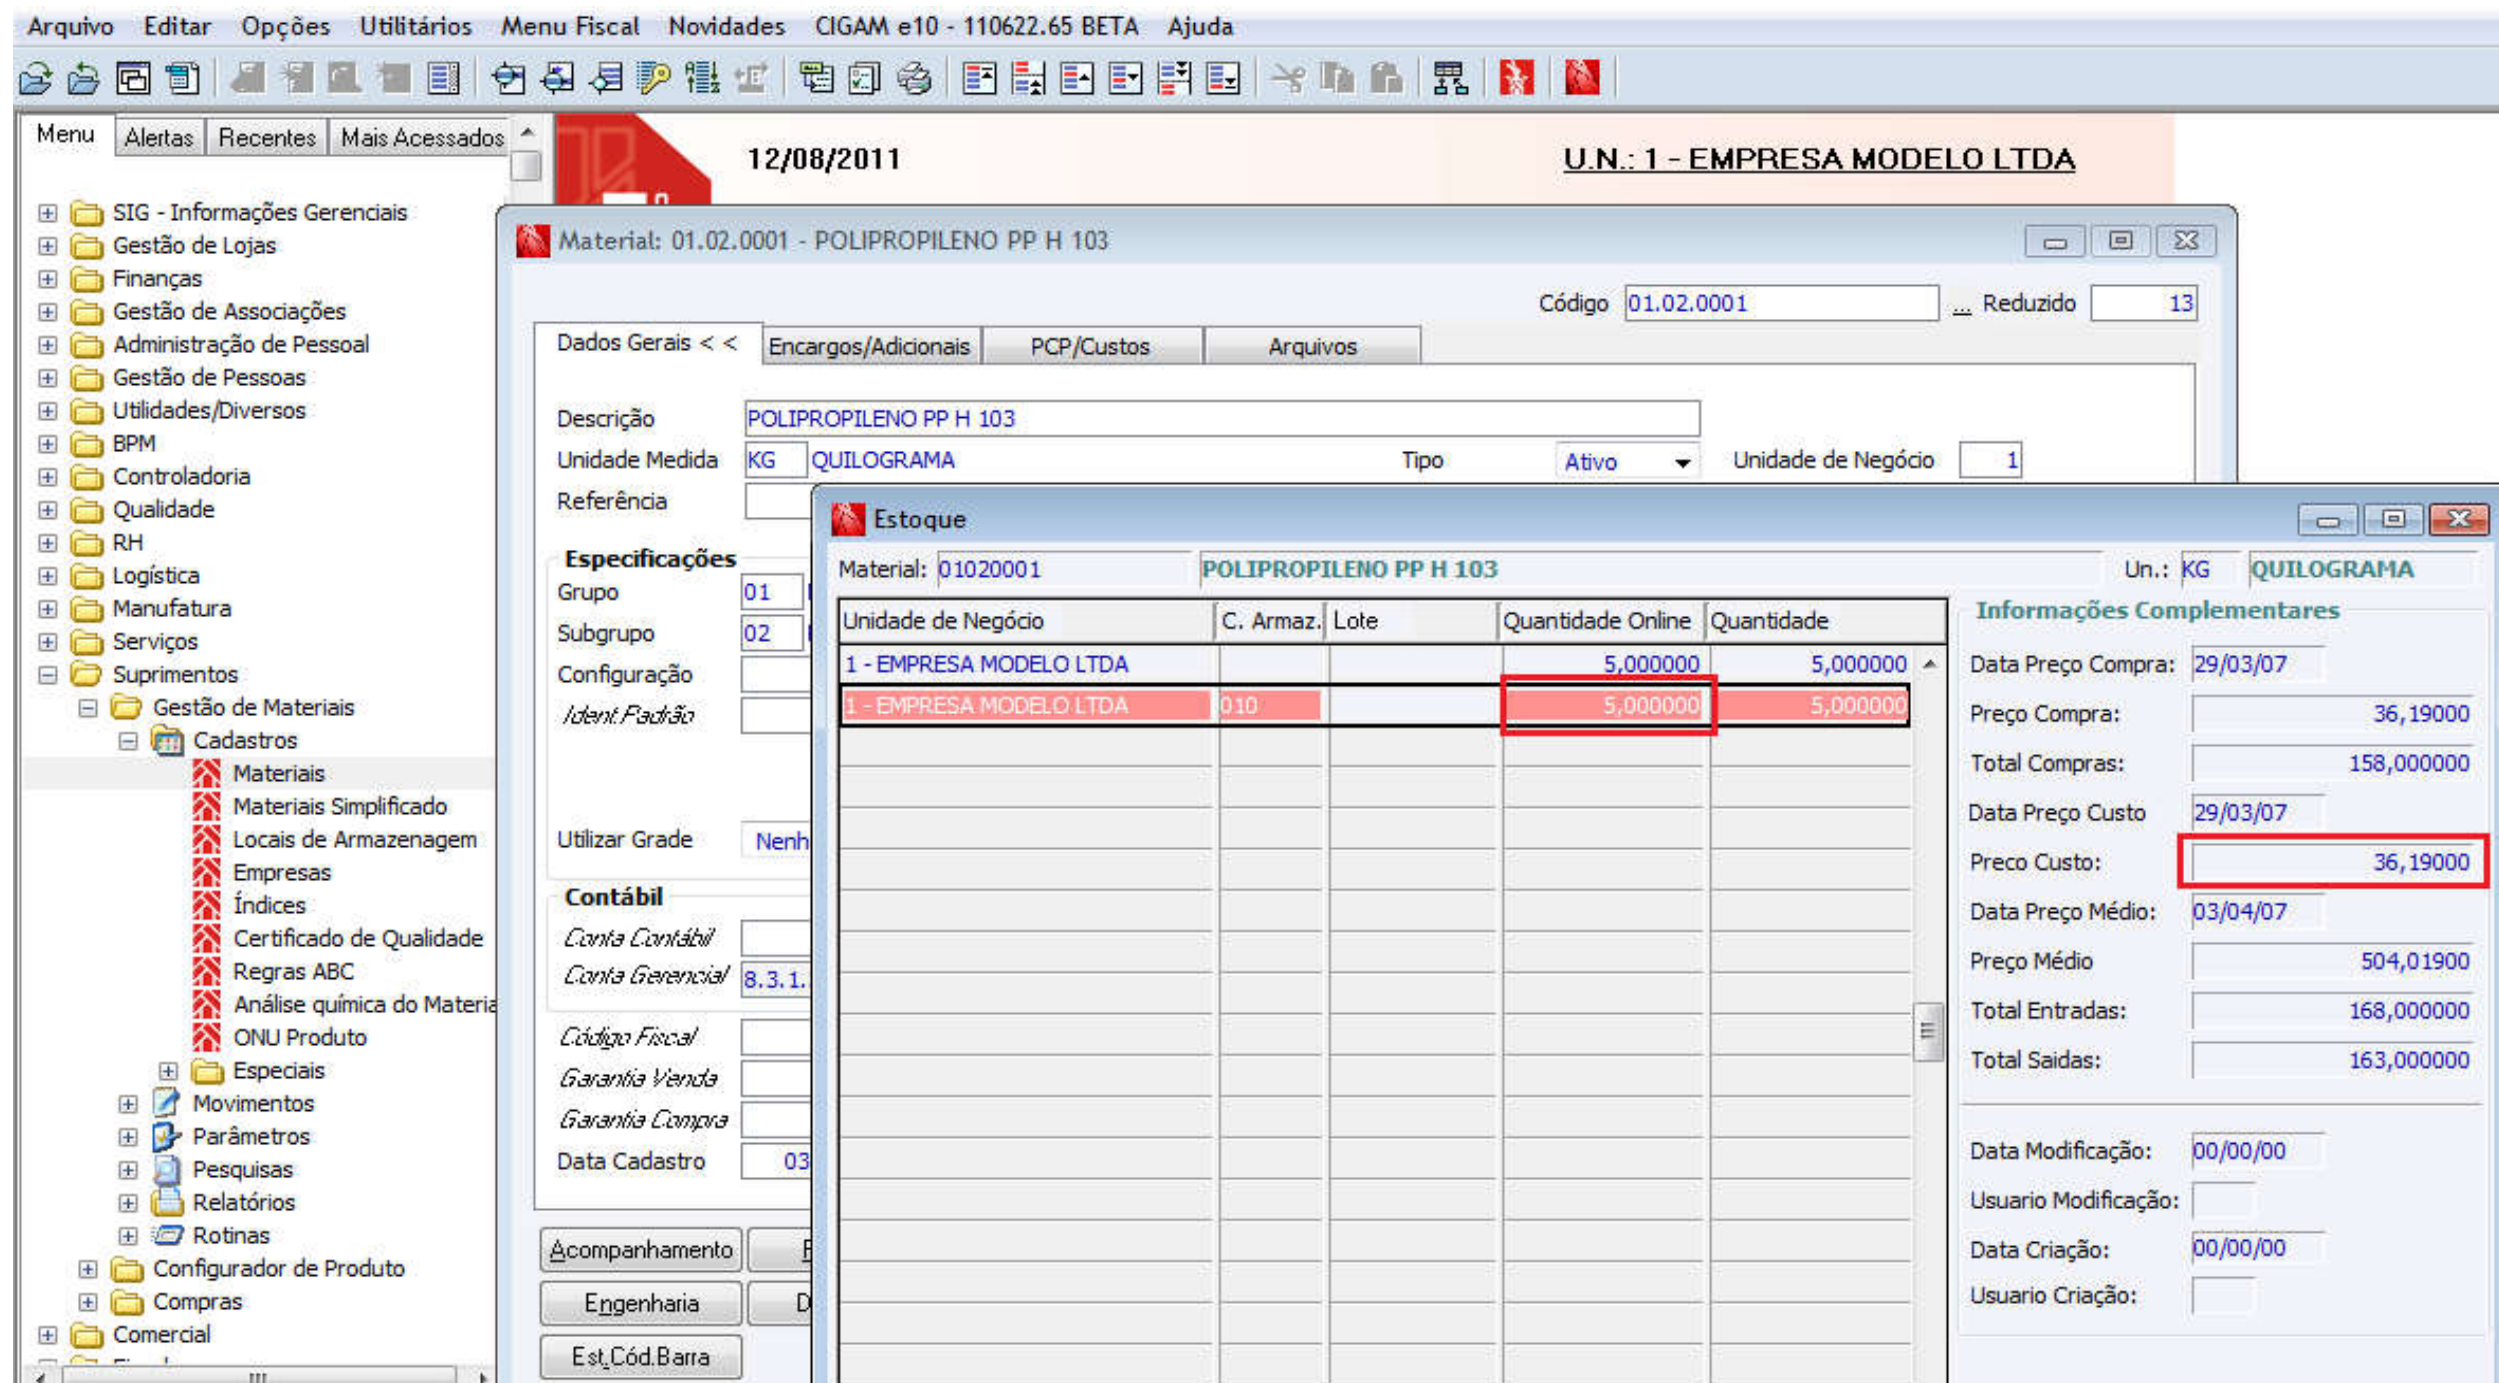 Arquivo Editar Opções Utilitários Menu Fiscal Novidades CIGAM e10 - 110622.65 BETA Ajuda
Menu Alertas Recentes Mais Acessados
12/08/2011
U.N.: 1 - EMPRESA MODELO LTDA
SIG - Informações Gerenciais
Gestão de Lojas
Finanças
Gestão de Associações
Administração de Pessoal
Gestão de Pessoas
Utilidades/Diversos
BPM
Controladoria
Qualidade
RH
Logística
Manufatura
Serviços
Suprimentos
Gestão de Materiais
Cadastros
Materiais
Materiais Simplificado
Locais de Armazenagem
Empresas
Índices
Certificado de Qualidade
Regras ABC
Análise química do Materia
ONU Produto
Especiais
Movimentos
Parâmetros
Pesquisas
Relatórios
Rotinas
Configurador de Produto
Compras
Comercial
Material: 01.02.0001 - POLIPROPILENO PP H 103
Código 01.02.0001 ... Reduzido 13
Dados Gerais < < Encargos/Adicionais PCP/Custos Arquivos
Descrição POLIPROPILENO PP H 103
Unidade Medida KG QUILOGRAMA Tipo Ativo Unidade de Negócio 1
Referência
Especificações
Grupo 01
Subgrupo 02
Configuração
Ident.Padrão
Utilizar Grade Nenh
Contábil
Conta Contábil
Conta Gerencial 8.3.1.
Código Fiscal
Garantia Venda
Garantia Compra
Data Cadastro 03
Acompanhamento
Engenharia D
Est.Cód.Barra
Estoque
Material: 01020001 POLIPROPILENO PP H 103 Un.: KG QUILOGRAMA
Unidade de Negócio C. Armaz. Lote Quantidade Online Quantidade
1 - EMPRESA MODELO LTDA 5,000000 5,000000
1 - EMPRESA MODELO LTDA 010 5,000000 5,000000
Informações Complementares
Data Preço Compra: 29/03/07
Preço Compra: 36,19000
Total Compras: 158,000000
Data Preço Custo 29/03/07
Preco Custo: 36,19000
Data Preço Médio: 03/04/07
Preço Médio 504,01900
Total Entradas: 168,000000
Total Saidas: 163,000000
Data Modificação: 00/00/00
Usuario Modificação:
Data Criação: 00/00/00
Usuario Criação: